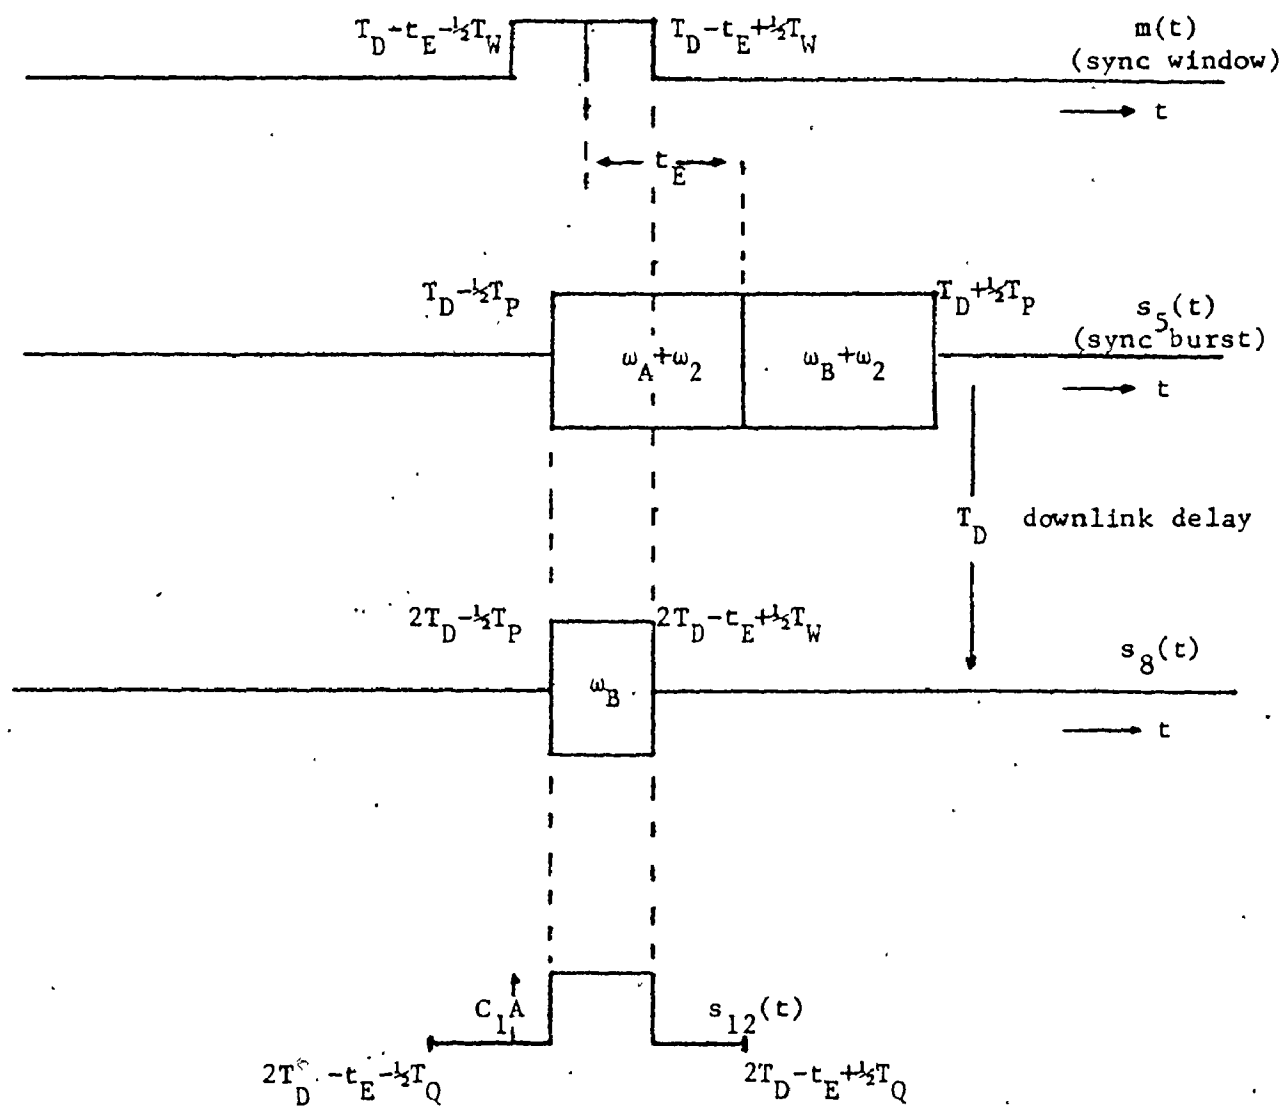 T_D-t_E-½T_W T_D-t_E+½T_W m(t)
(sync window)
t
t_E
T_D-½T_P T_D+½T_P s_5(t)
(sync burst)
ω_A+ω_2 ω_B+ω_2
t
T_D downlink delay
2T_D-½T_P 2T_D-t_E+½T_W
s_8(t)
ω_B
t
C_1A s_12(t)
2T_D-t_E-½T_Q 2T_D-t_E+½T_Q